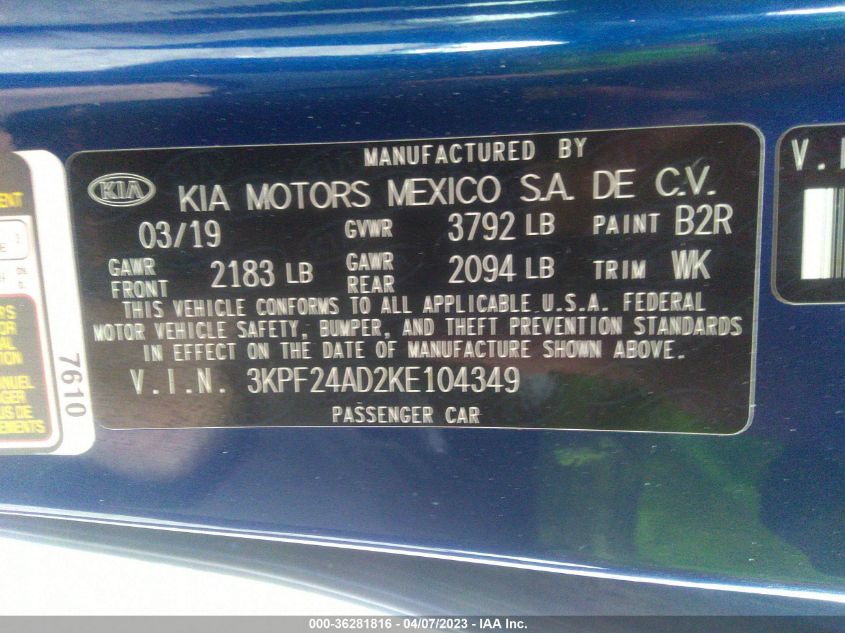 MANUFACTURED BY
KIA KIA MOTORS MEXICO S.A. DE C.V.
03/19 GVWR 3792 LB PAINT B2R
GAWR FRONT 2183 LB GAWR REAR 2094 LB TRIM WK
THIS VEHICLE CONFORMS TO ALL APPLICABLE U.S.A. FEDERAL
MOTOR VEHICLE SAFETY, BUMPER, AND THEFT PREVENTION STANDARDS
IN EFFECT ON THE DATE OF MANUFACTURE SHOWN ABOVE.
V.I.N. 3KPF24AD2KE104349
PASSENGER CAR
7610
V.I
000-36281816 - 04/07/2023 - IAA Inc.